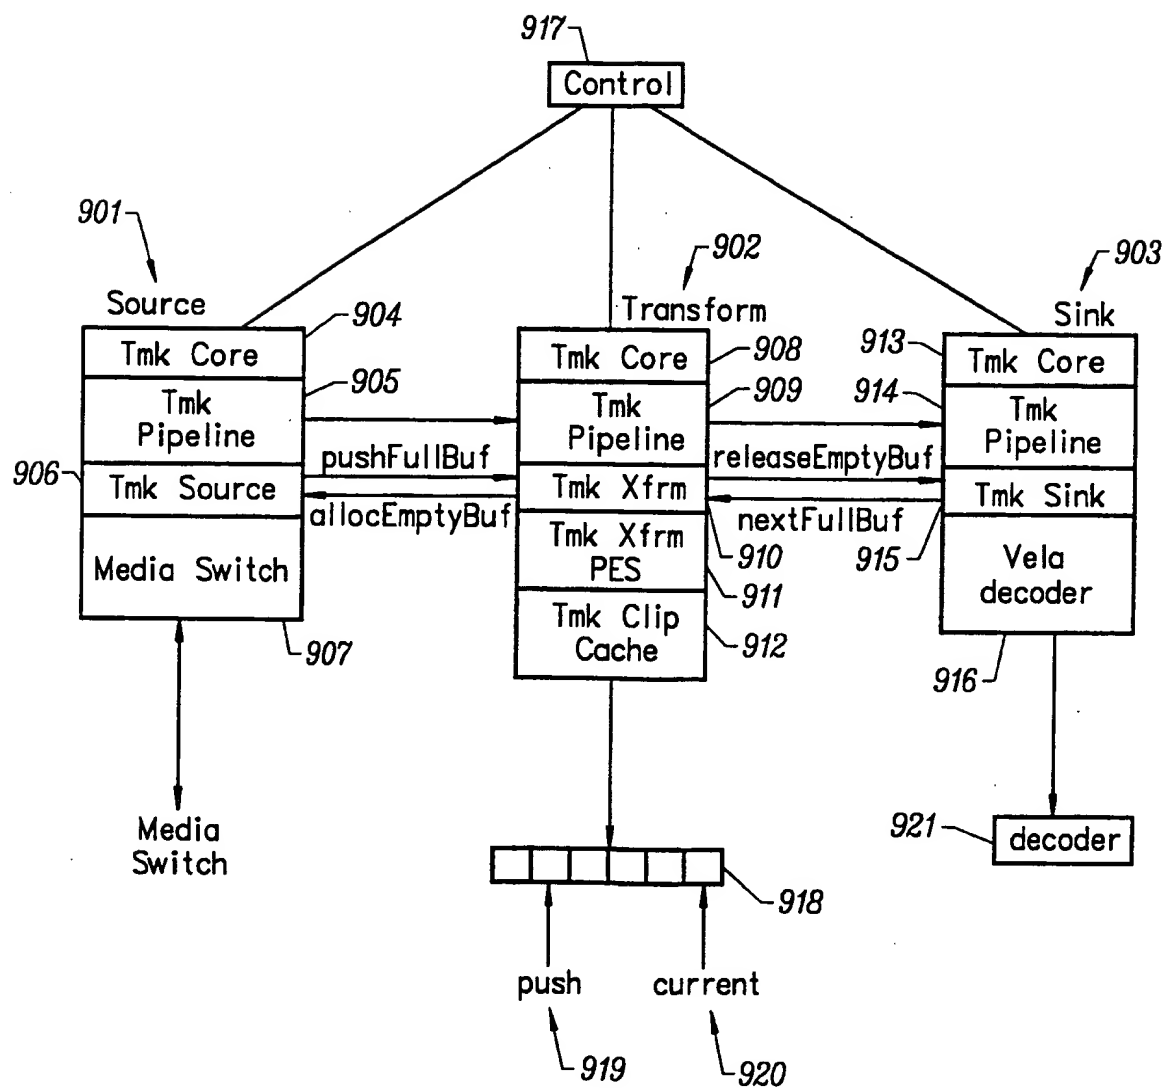 917
Control
901
Source
904
Tmk Core
905
Tmk
Pipeline
906
Tmk Source
Media Switch
907
pushFullBuf
allocEmptyBuf
902
Transform
908
Tmk Core
909
Tmk
Pipeline
Tmk Xfrm
910
Tmk Xfrm
PES
911
Tmk Clip
Cache
912
releaseEmptyBuf
nextFullBuf
903
Sink
913
Tmk Core
914
Tmk
Pipeline
Tmk Sink
915
Vela
decoder
916
Media
Switch
921
decoder
918
push
current
919
920